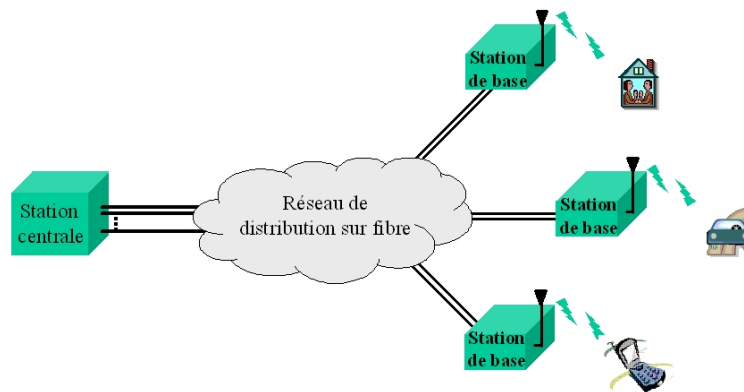 Station
de base
Station
centrale
Réseau de
distribution sur fibre
Station
de base
Station
de base